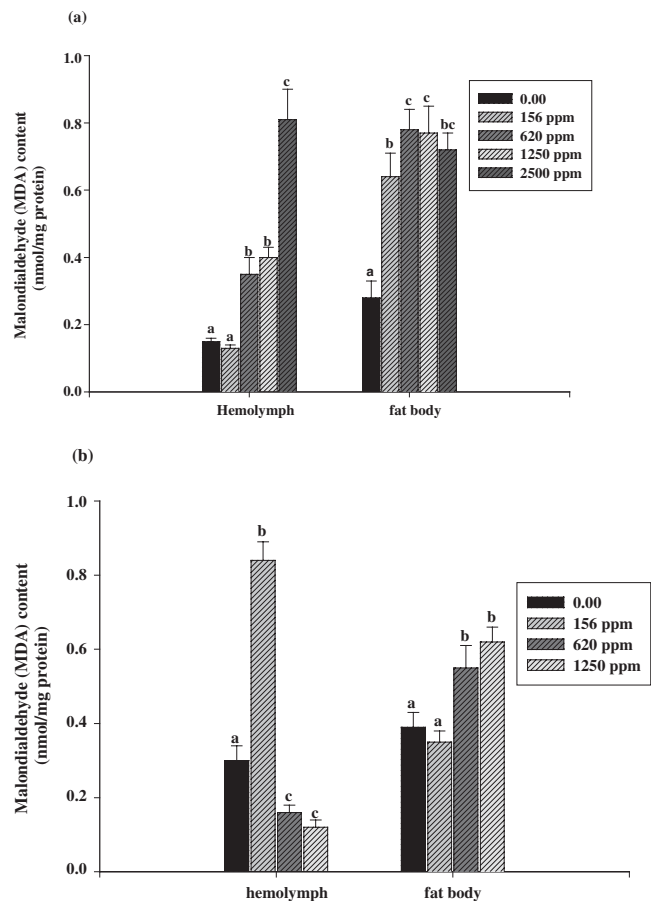 (a)
Malondialdehyde (MDA) content
(nmol/mg protein)
1.0
0.8
0.6
0.4
0.2
0.0
a
a
b
b
c
a
b
c
c
bc
Hemolymph
fat body
0.00
156 ppm
620 ppm
1250 ppm
2500 ppm
(b)
Malondialdehyde (MDA) content
(nmol/mg protein)
1.0
0.8
0.6
0.4
0.2
0.0
a
b
c
c
a
a
b
b
hemolymph
fat body
0.00
156 ppm
620 ppm
1250 ppm